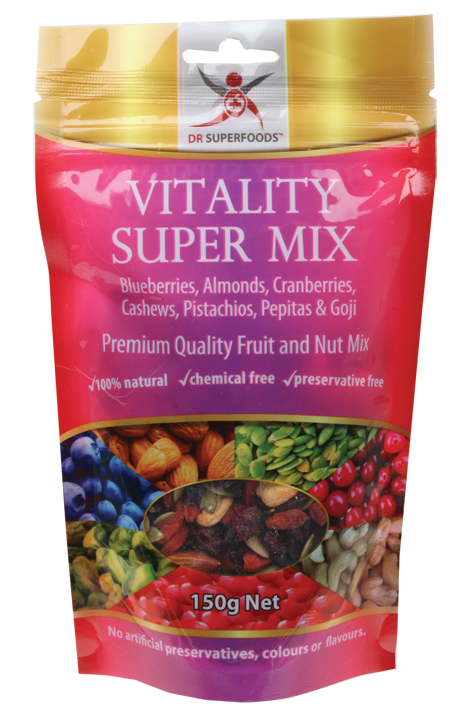 DR SUPERFOODS™
VITALITY
SUPER MIX
Blueberries, Almonds, Cranberries,
Cashews, Pistachios, Pepitas & Goji
Premium Quality Fruit and Nut Mix
√100% natural √chemical free √preservative free
150g Net
No artificial preservatives, colours or flavours.